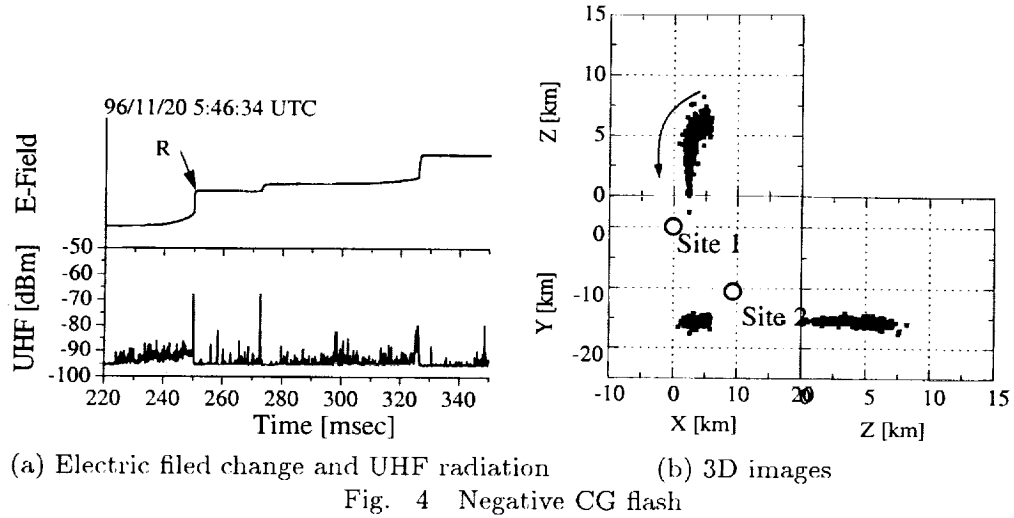 96/11/20 5:46:34 UTC
R
E-Field
-50
-60
-70
-80
-90
-100
UHF [dBm]
220 240 260 280 300 320 340
Time [msec]
(a) Electric filed change and UHF radiation
15
10
5
0
Z [km]
0
-10
-20
Y [km]
Site 1
Site 2
-10 0 10 20
X [km]
0 5 10 15
Z [km]
(b) 3D images
Fig. 4 Negative CG flash